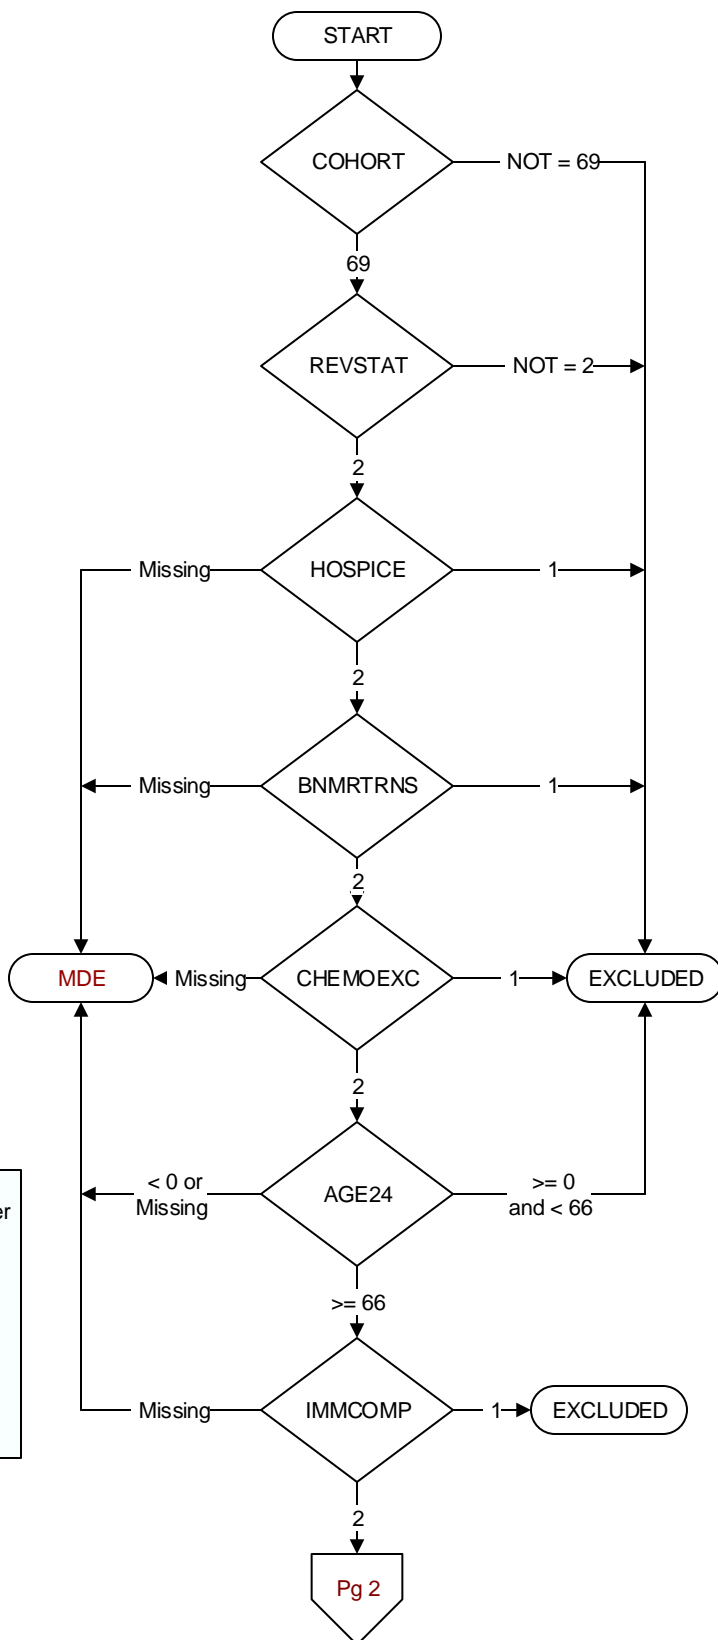 START
COHORT
NOT = 69
69
REVSTAT
NOT = 2
2
Missing
HOSPICE
1
2
Missing
BNMRTRNS
1
2
MDE
Missing
CHEMOEXC
1
EXCLUDED
2
< 0 or
Missing
AGE24
>= 0
and < 66
er
>= 66
Missing
IMMCOMP
1
EXCLUDED
2
Pg 2